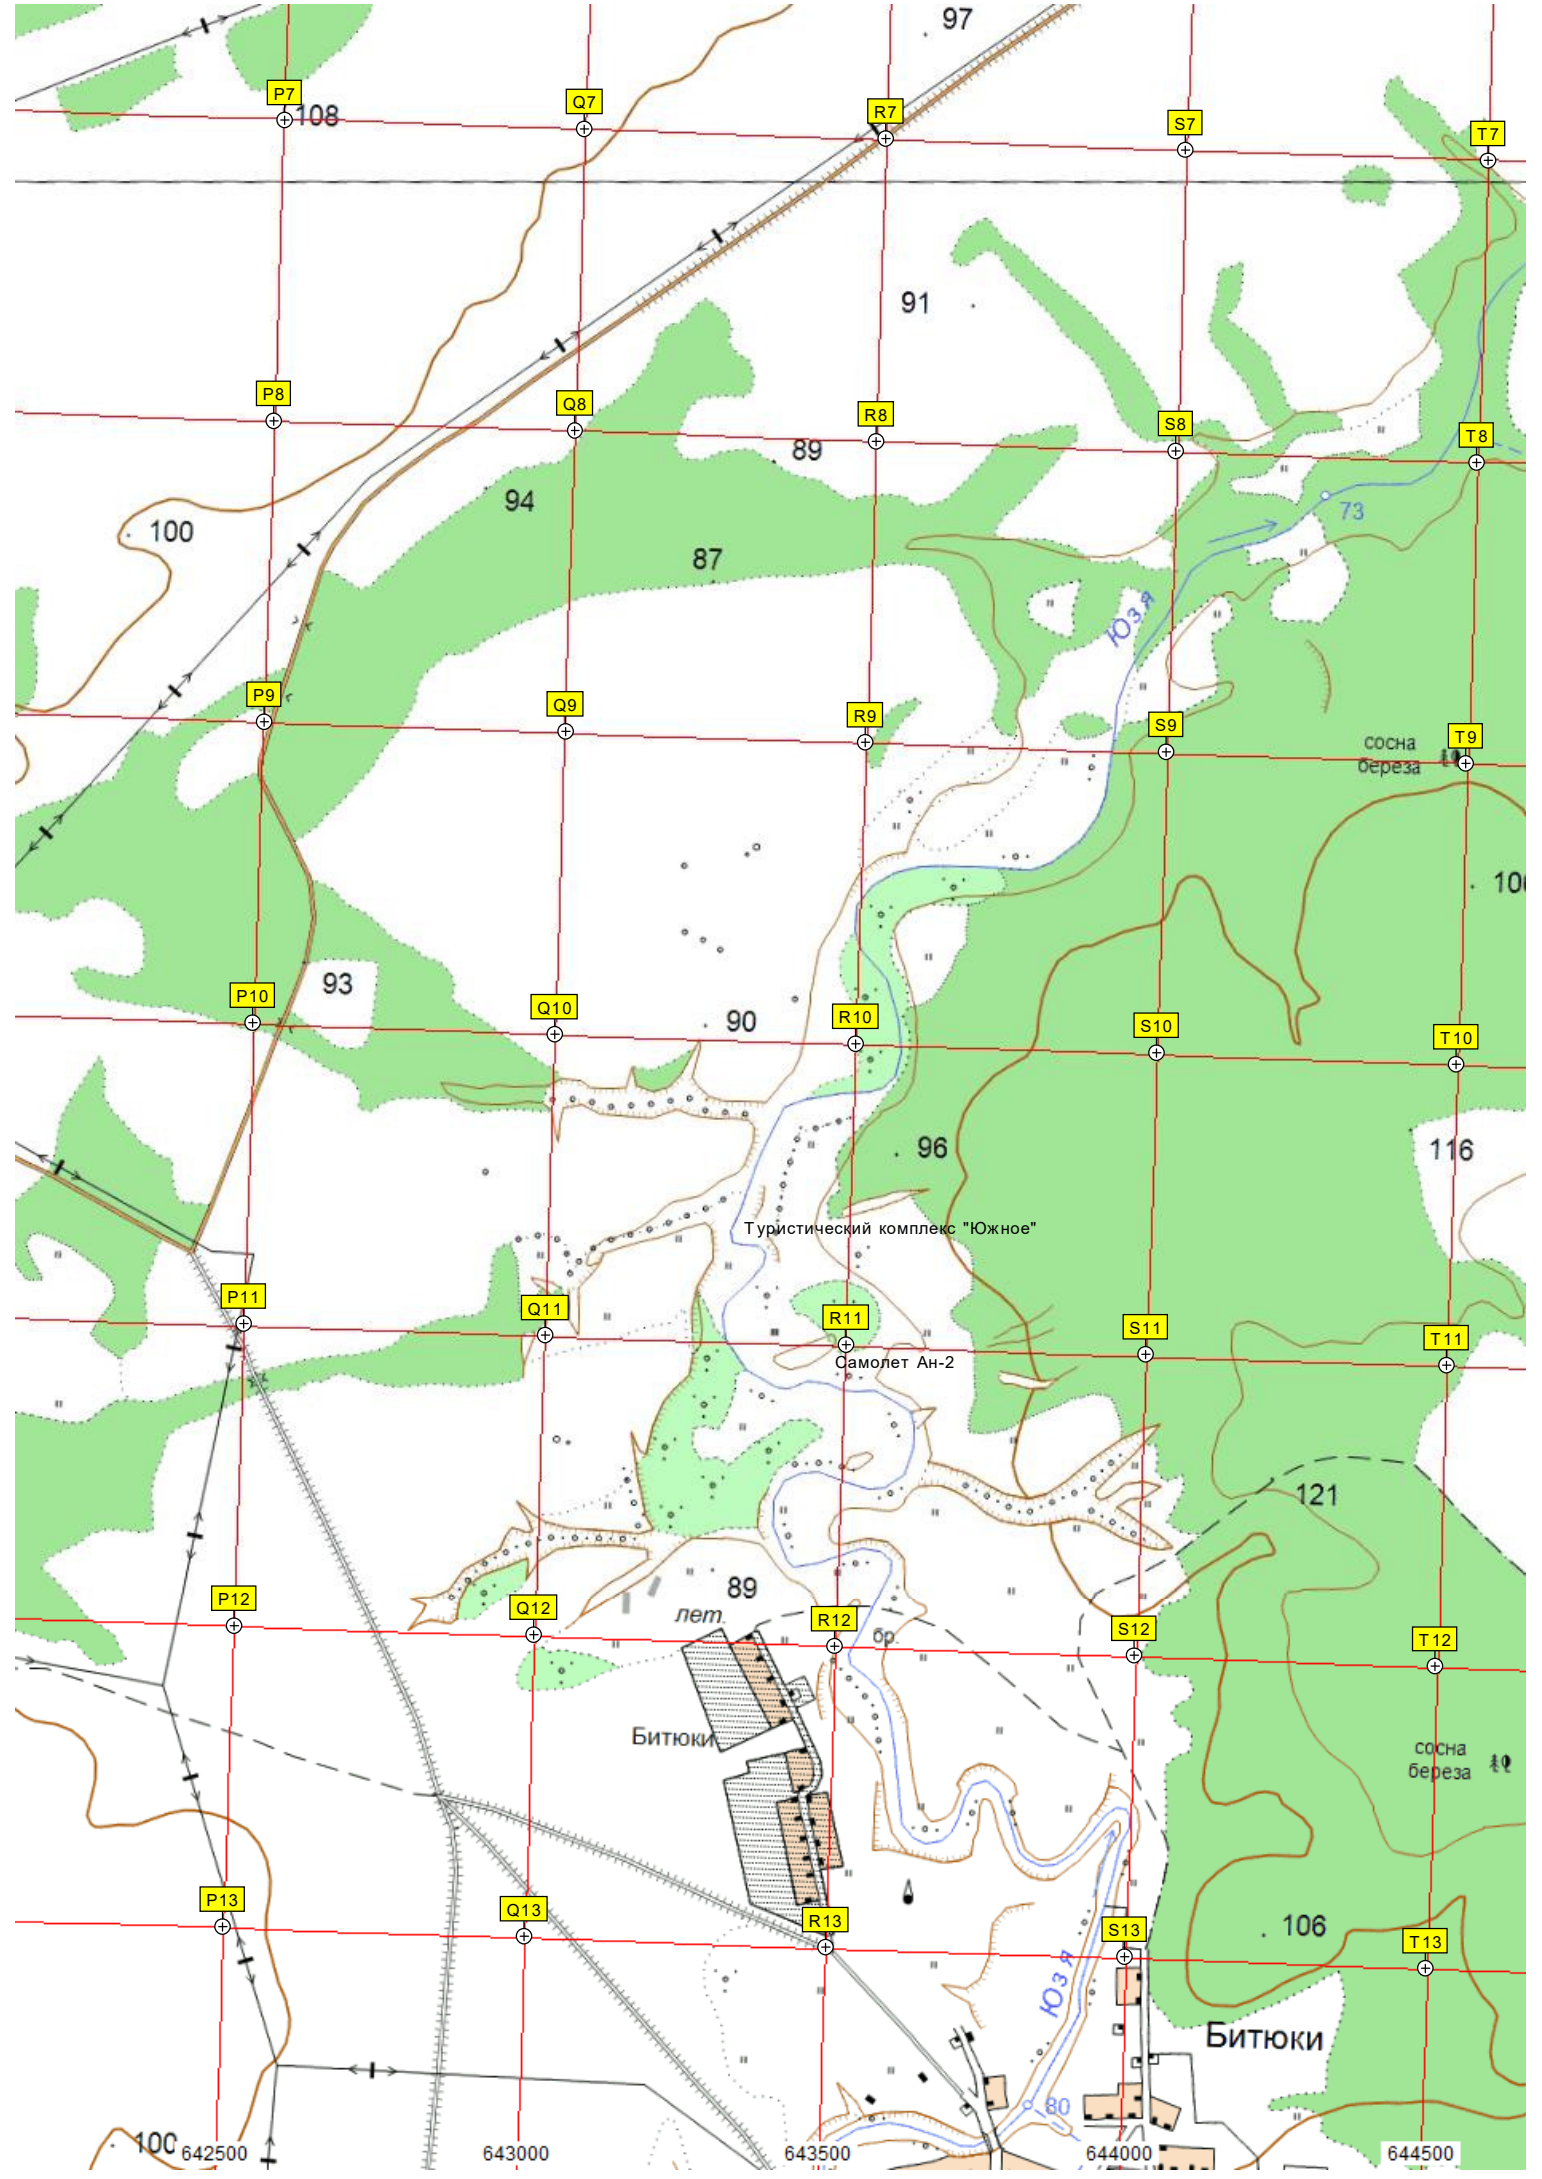 97
P7
108
Q7
R7
S7
T7
91
P8
Q8
R8
S8
T8
89
94
73
100
87
Юзя
P9
Q9
R9
S9
T9
сосна
береза
93
P10
Q10
90
R10
S10
T10
96
116
Туристический комплекс "Южное"
P11
Q11
R11
S11
T11
Самолет Ан-2
121
89
P12
Q12
лет.
R12
бр.
S12
T12
Битюки
сосна
береза
P13
Q13
R13
S13
106
T13
Юзя
Битюки
80
100
642500
643000
643500
644000
644500